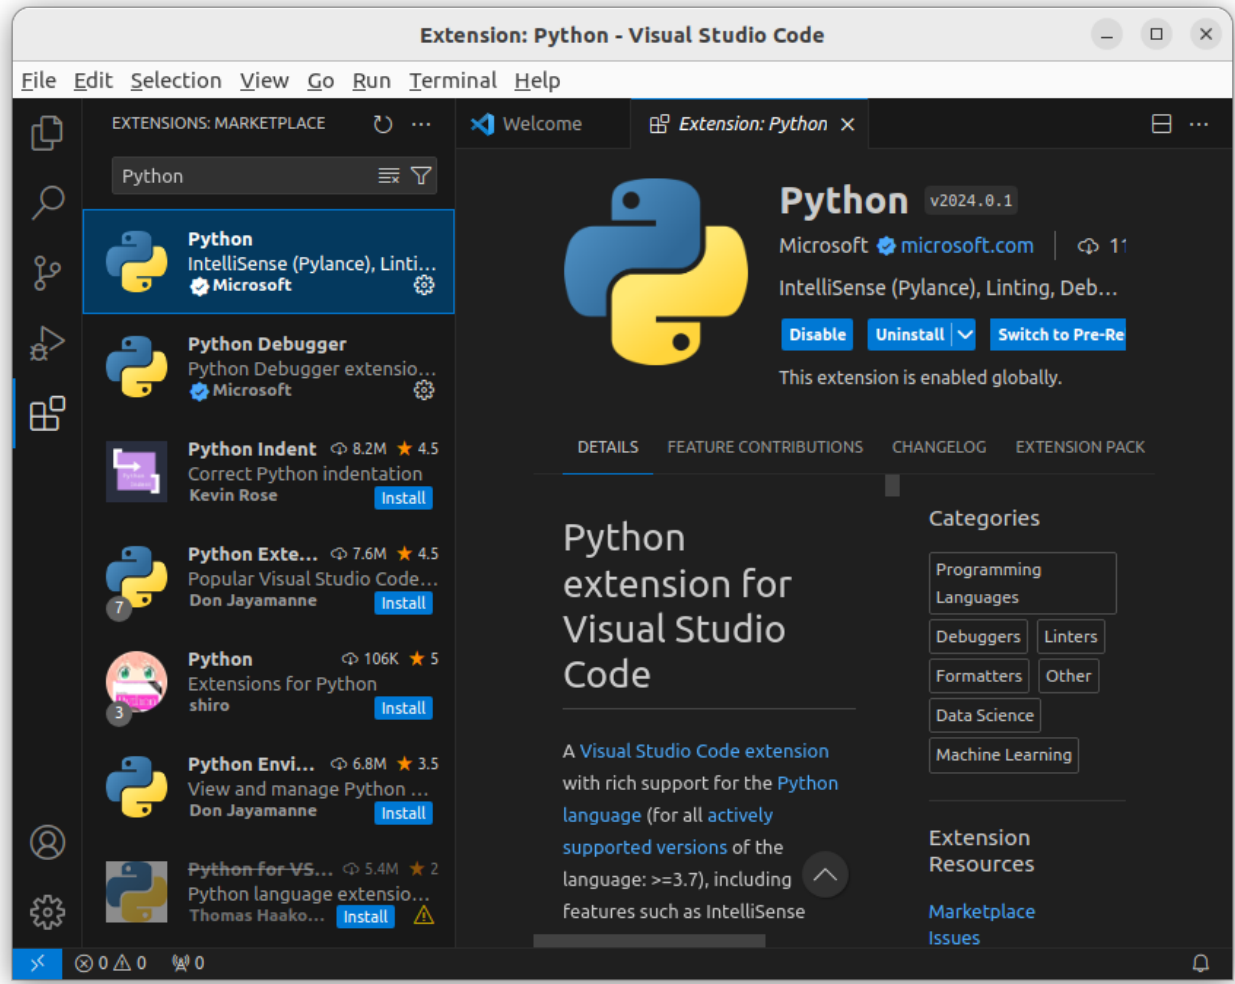 Extension: Python - Visual Studio Code
File Edit Selection View Go Run Terminal Help
EXTENSIONS: MARKETPLACE
Python
Python
IntelliSense (Pylance), Linti...
Microsoft
Python Debugger
Python Debugger extensio...
Microsoft
Python Indent 8.2M 4.5
Correct Python indentation
Kevin Rose Install
Python Exte... 7.6M 4.5
Popular Visual Studio Code...
7 Don Jayamanne Install
Python 106K 5
Extensions for Python
3 shiro Install
Python Envi... 6.8M 3.5
View and manage Python ...
Don Jayamanne Install
Python for VS... 5.4M 2
Python language extensio...
Thomas Haako... Install
Welcome Extension: Python
Python v2024.0.1
Microsoft microsoft.com 11
IntelliSense (Pylance), Linting, Deb...
Disable Uninstall Switch to Pre-Re
This extension is enabled globally.
DETAILS FEATURE CONTRIBUTIONS CHANGELOG EXTENSION PACK
Python
extension for
Visual Studio
Code
A Visual Studio Code extension
with rich support for the Python
language (for all actively
supported versions of the
language: >=3.7), including
features such as IntelliSense
Categories
Programming
Languages
Debuggers Linters
Formatters Other
Data Science
Machine Learning
Extension
Resources
Marketplace
Issues
0 0 0